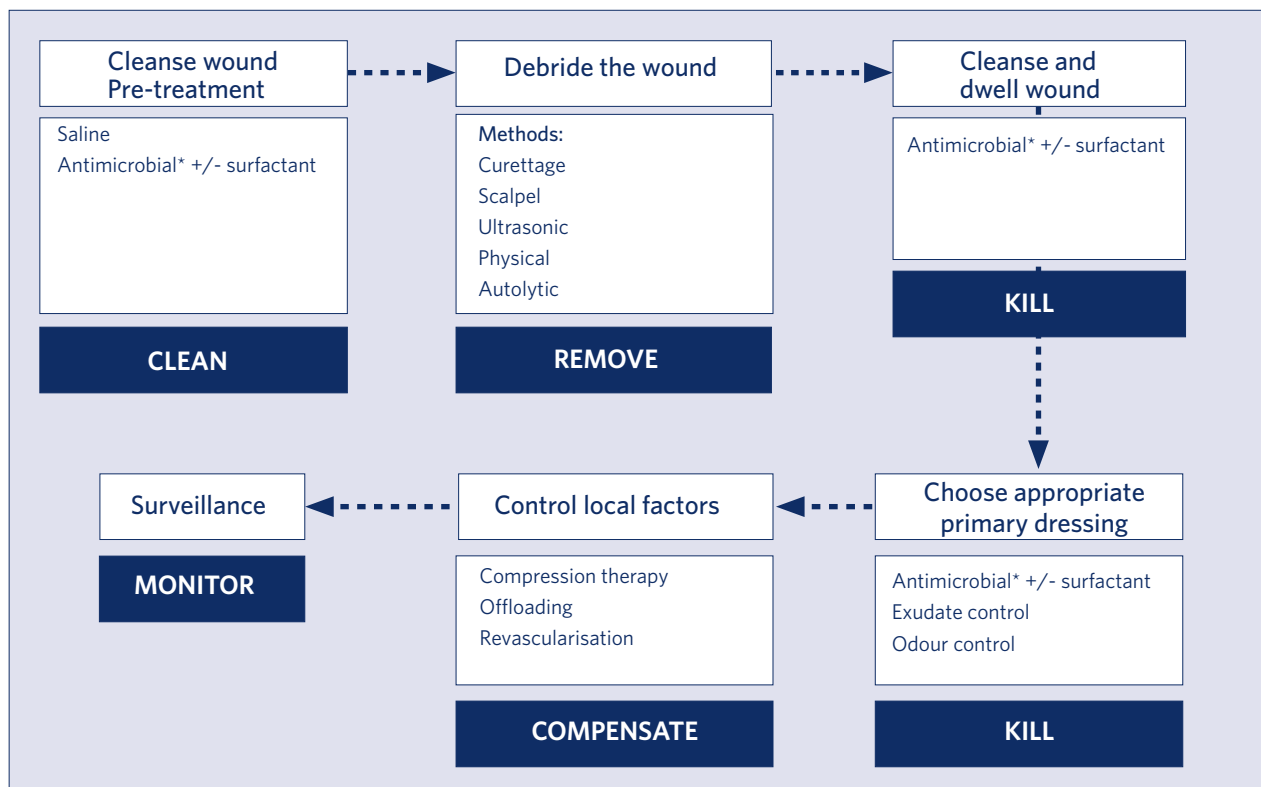 Cleanse wound
Pre-treatment
Saline
Antimicrobial* +/- surfactant
CLEAN
Debride the wound
Methods:
Curettage
Scalpel
Ultrasonic
Physical
Autolytic
REMOVE
Cleanse and
dwell wound
Antimicrobial* +/- surfactant
KILL
Choose appropriate
primary dressing
Antimicrobial* +/- surfactant
Exudate control
Odour control
KILL
Control local factors
Compression therapy
Offloading
Revascularisation
COMPENSATE
Surveillance
MONITOR